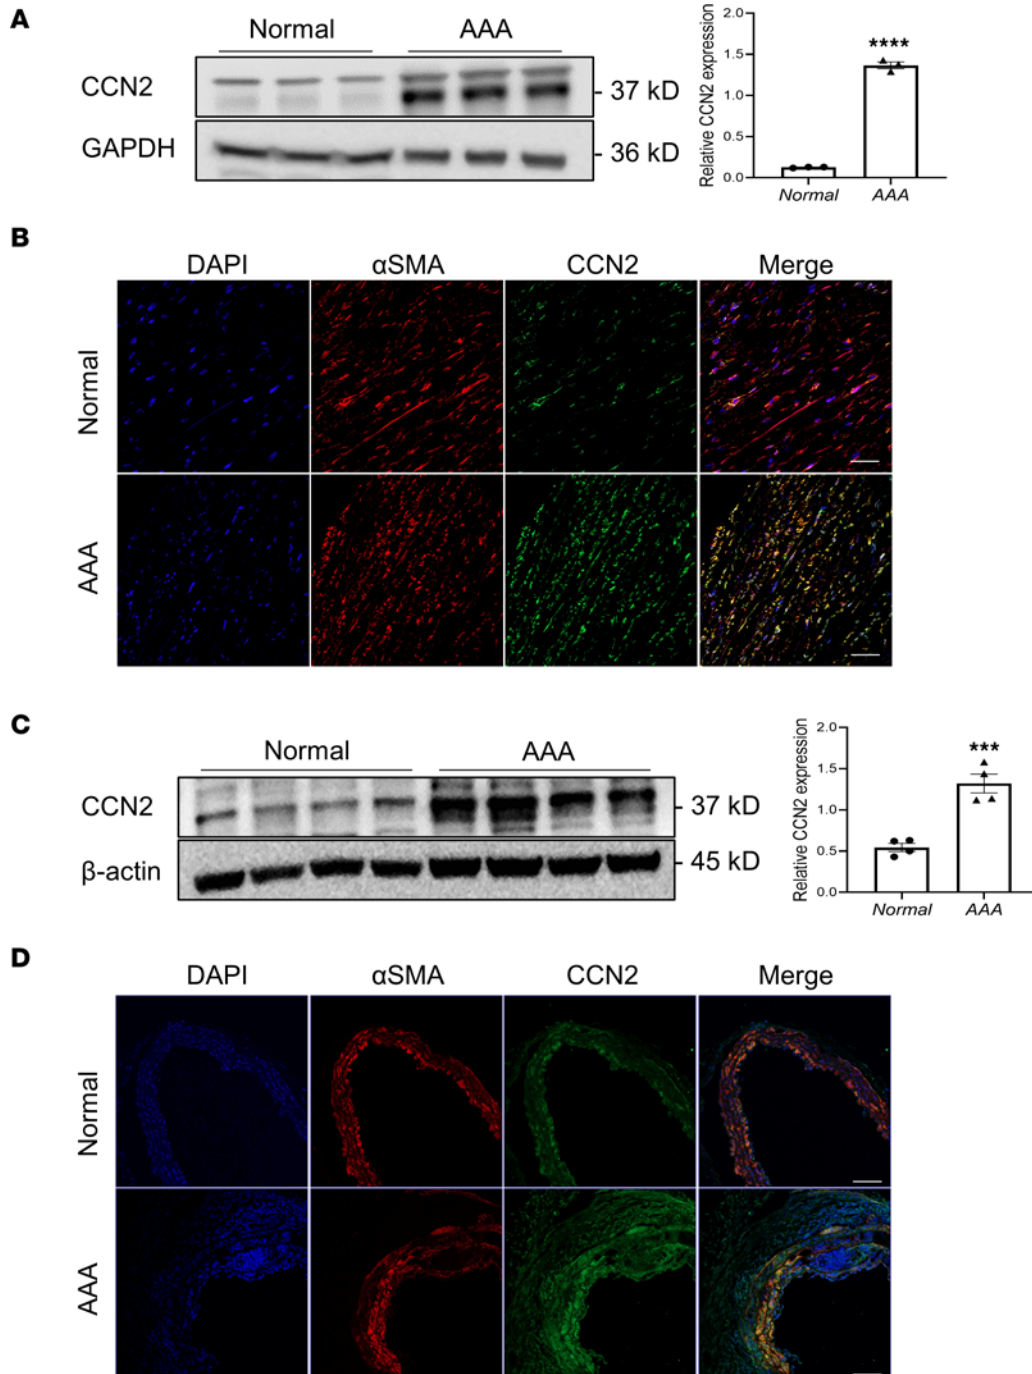 A
Normal AAA
CCN2
37 kD
GAPDH
36 kD
Relative CCN2 expression
2.0
1.5
1.0
0.5
0.0
****
Normal AAA
B
DAPI αSMA CCN2 Merge
Normal
AAA
C
Normal AAA
CCN2
37 kD
β-actin
45 kD
Relative CCN2 expression
2.0
1.5
1.0
0.5
0.0
***
Normal AAA
D
DAPI αSMA CCN2 Merge
Normal
AAA